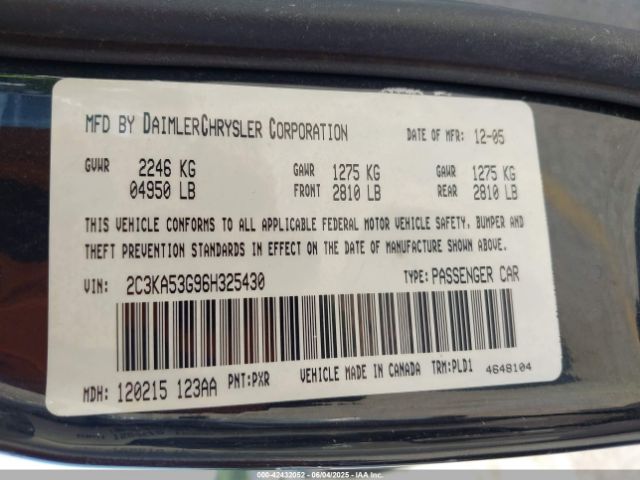 MFD BY DAIMLERCHRYSLER CORPORATION DATE OF MFR: 12-05
GVWR 2246 KG GAWR 1275 KG GAWR 1275 KG
04950 LB FRONT 2810 LB REAR 2810 LB
THIS VEHICLE CONFORMS TO ALL APPLICABLE FEDERAL MOTOR VEHICLE SAFETY, BUMPER AND
THEFT PREVENTION STANDARDS IN EFFECT ON THE DATE OF MANUFACTURE SHOWN ABOVE.
VIN: 2C3KA53G96H325430 TYPE: PASSENGER CAR
MDH: 120215 123AA PNT: PXR VEHICLE MADE IN CANADA TRM: PLD1 4648104
000-42432052 - 06/04/2025 - IAAI.COM